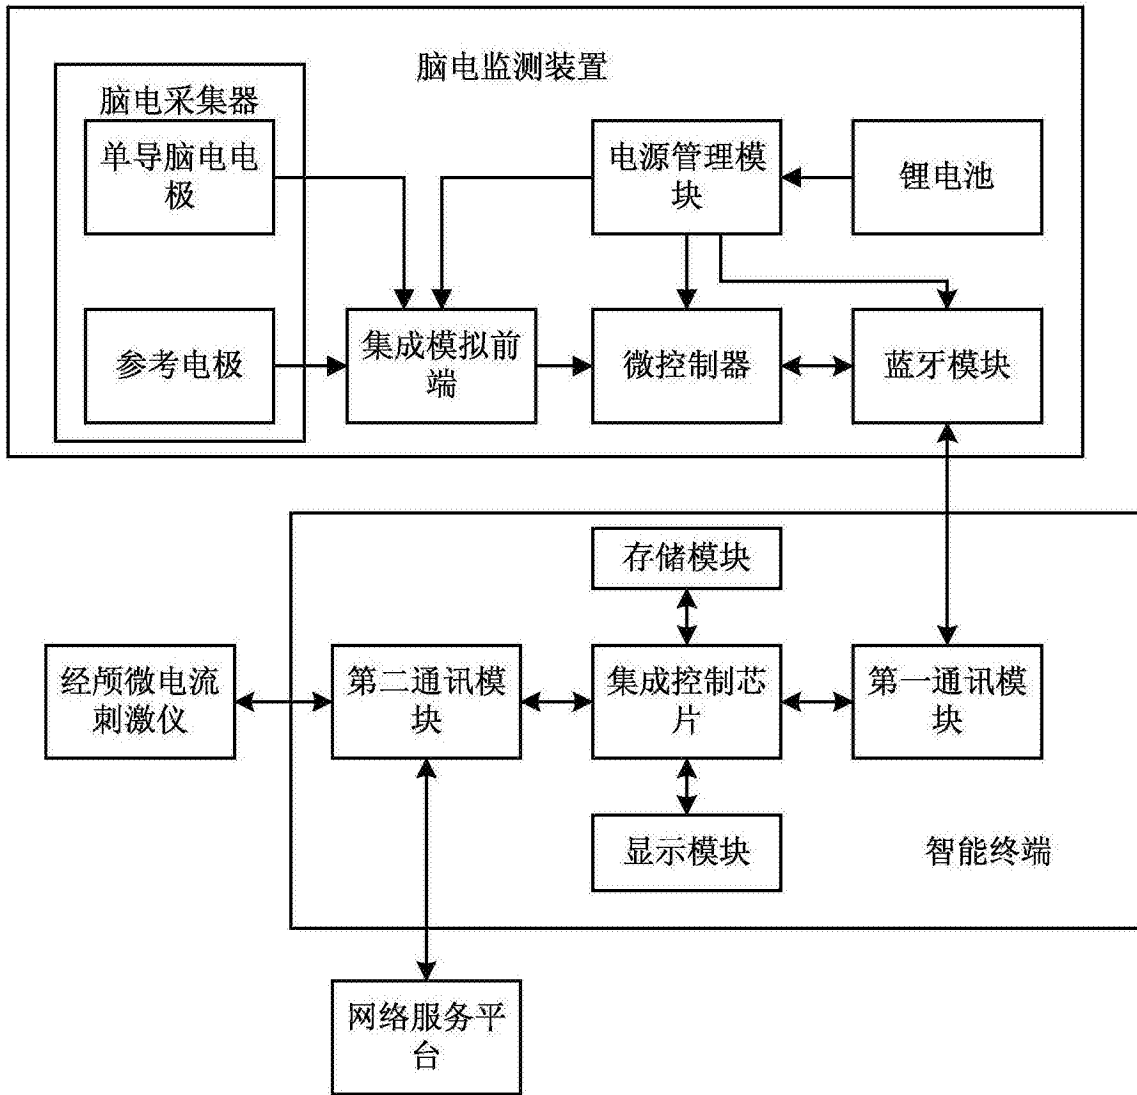 脑电监测装置
脑电采集器
单导脑电电
极
电源管理模
块
锂电池
参考电极
集成模拟前
端
微控制器
蓝牙模块
存储模块
经颅微电流
刺激仪
第二通讯模
块
集成控制芯
片
第一通讯模
块
显示模块
智能终端
网络服务平
台